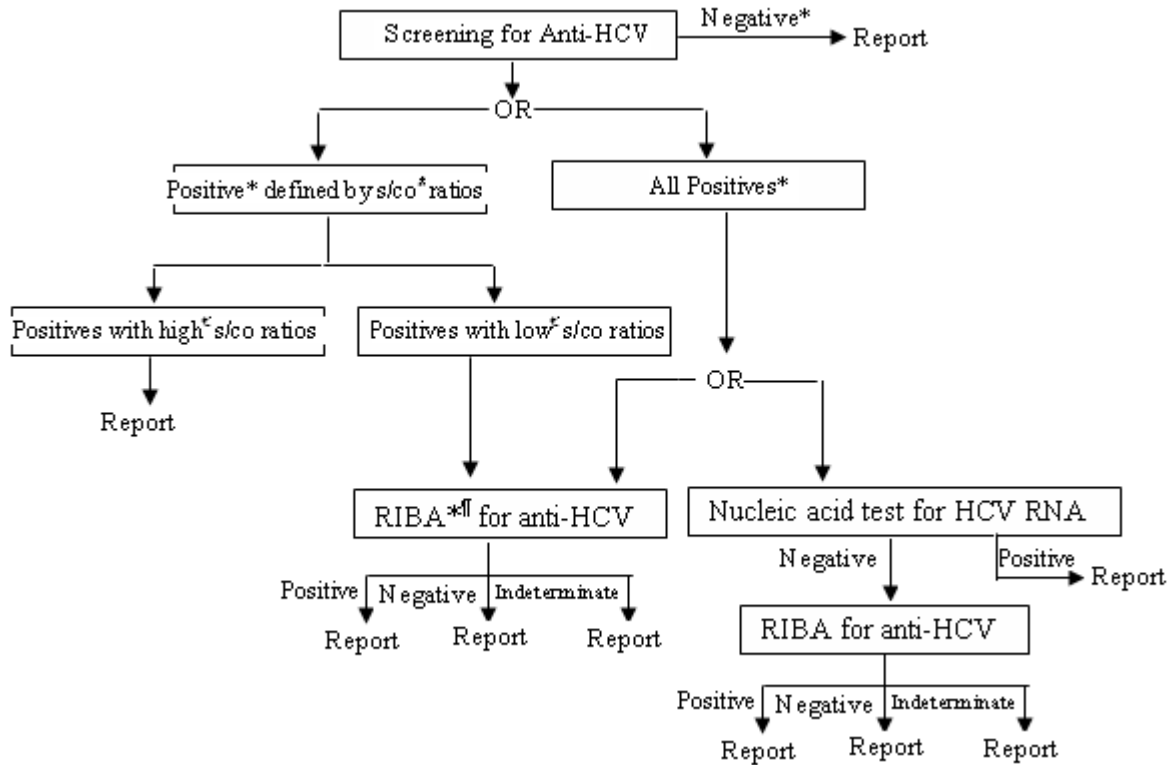 Screening for Anti-HCV
Negative*
Report
OR
Positive* defined by s/co* ratios
All Positives*
Positives with high€ s/co ratios
Positives with low€ s/co ratios
Report
OR
RIBA*¶ for anti-HCV
Nucleic acid test for HCV RNA
Negative
Positive
Report
Positive
Negative
Indeterminate
Report
Report
Report
RIBA for anti-HCV
Positive
Negative
Indeterminate
Report
Report
Report